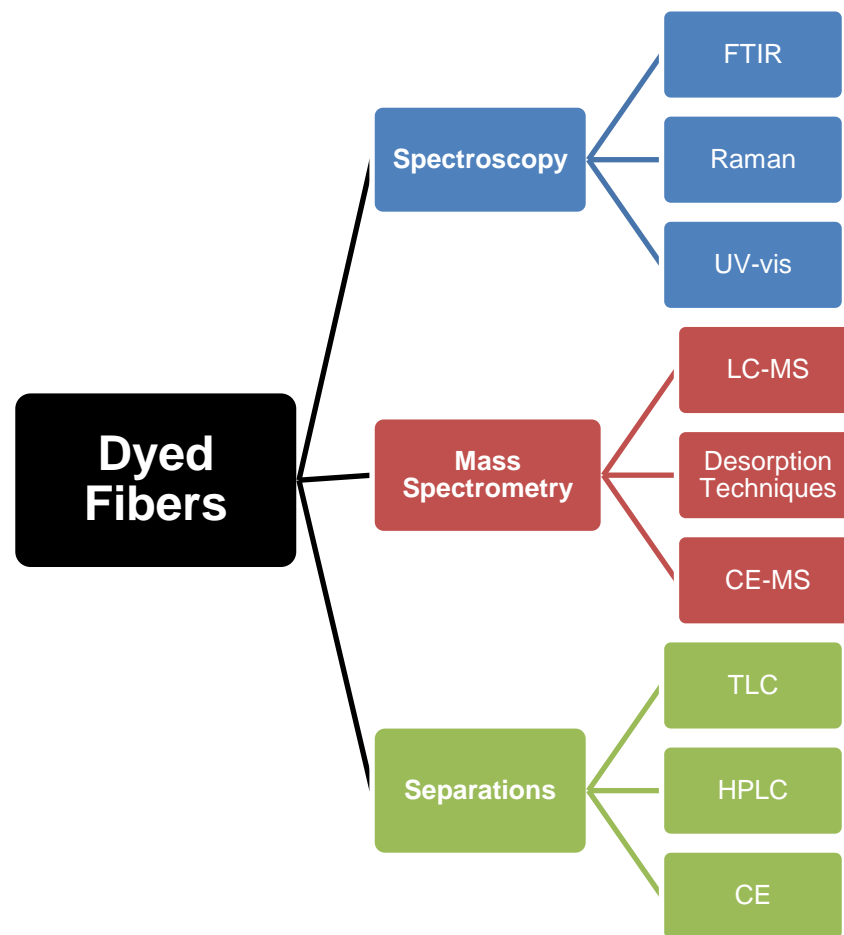 Dyed
Fibers
Spectroscopy
FTIR
Raman
UV-vis
Mass
Spectrometry
LC-MS
Desorption
Techniques
CE-MS
Separations
TLC
HPLC
CE